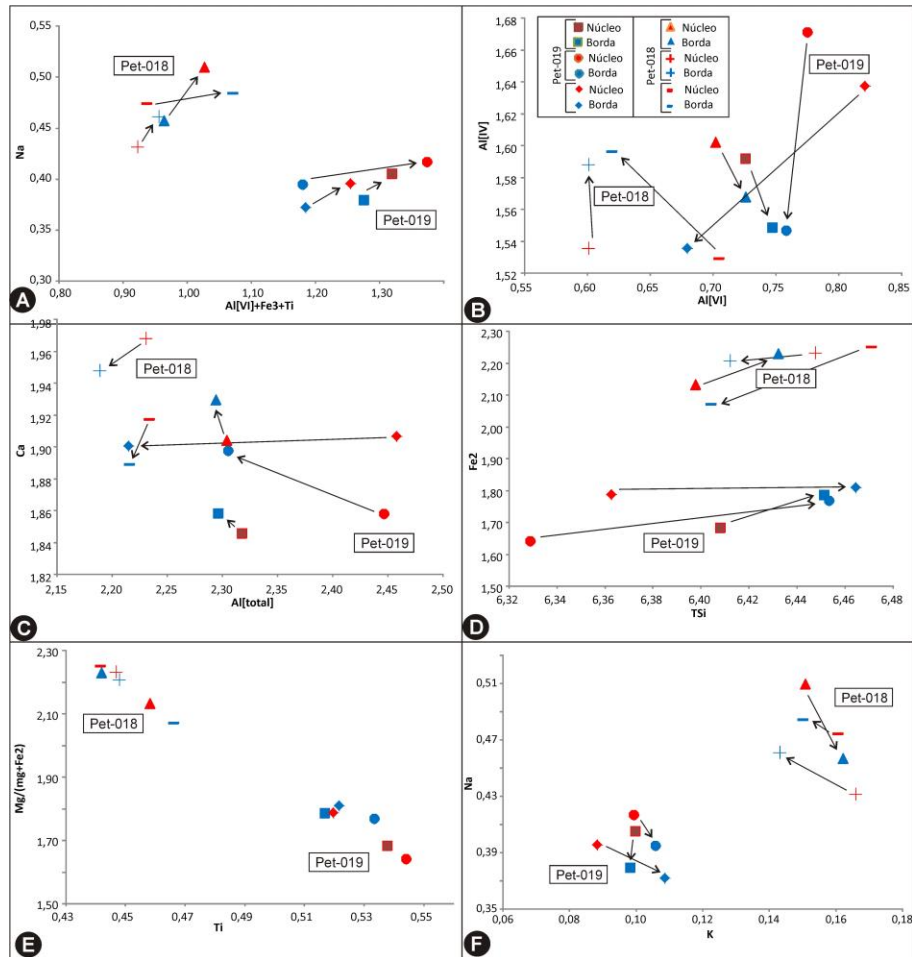 A
Na
0,55
0,50
0,45
0,40
0,35
0,30
0,80
0,90
1,00
1,10
1,20
1,30
1,40
Al[VI]+Fe3+Ti
Pet-018
Pet-019
B
Al[IV]
1,68
1,64
1,60
1,56
1,52
0,50
0,55
0,60
0,65
0,70
0,75
0,80
0,85
Al[VI]
Pet-019
Núcleo
Borda
Núcleo
Borda
Núcleo
Borda
Pet-018
Núcleo
Borda
Núcleo
Borda
Núcleo
Borda
Pet-019
Pet-018
C
Ca
1,98
1,96
1,94
1,92
1,90
1,88
1,86
1,84
1,82
2,15
2,20
2,25
2,30
2,35
2,40
2,45
2,50
Al[total]
Pet-018
Pet-019
D
Fe2
2,30
2,20
2,10
2,00
1,90
1,80
1,70
1,60
1,50
6,32
6,34
6,36
6,38
6,40
6,42
6,44
6,46
6,48
TSi
Pet-018
Pet-019
E
Mg/(mg+Fe2)
2,30
2,10
1,90
1,70
1,50
0,43
0,45
0,47
0,49
0,51
0,53
0,55
Ti
Pet-018
Pet-019
F
Na
0,51
0,47
0,43
0,39
0,35
0,06
0,08
0,10
0,12
0,14
0,16
0,18
K
Pet-018
Pet-019